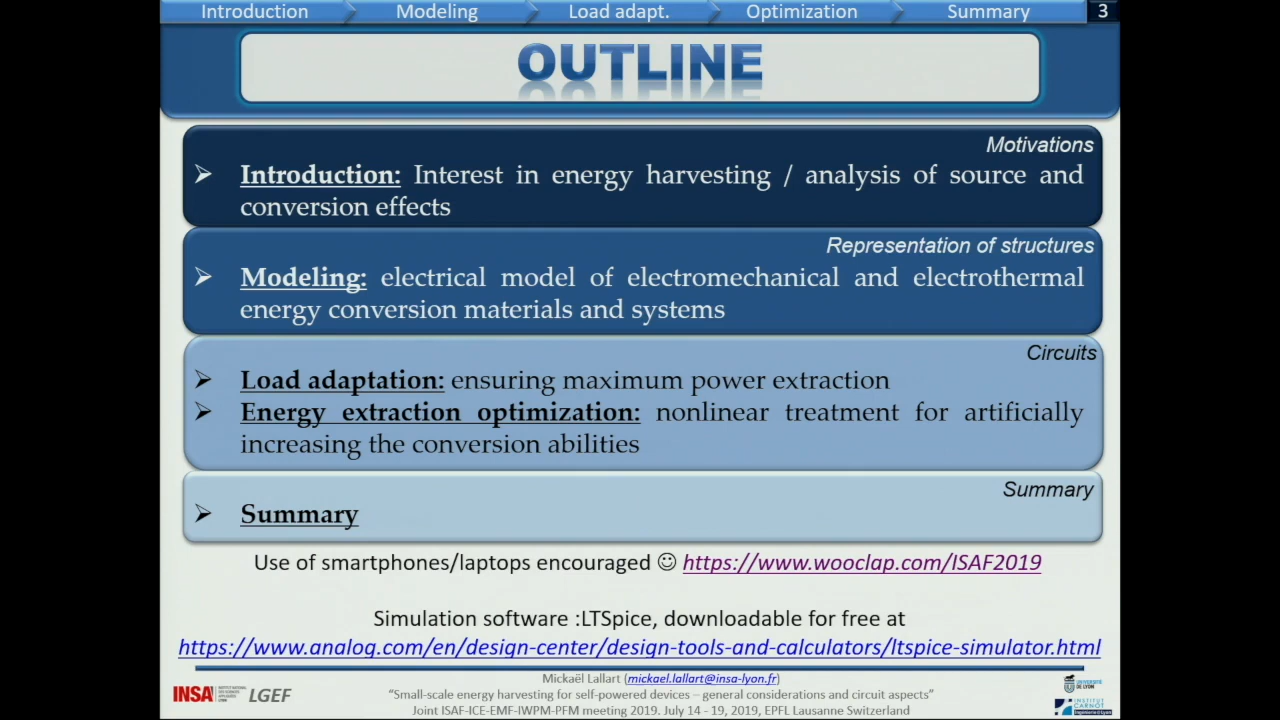 Introduction Modeling Load adapt. Optimization Summary 3
OUTLINE
Motivations
➢ Introduction: Interest in energy harvesting / analysis of source and
conversion effects
Representation of structures
➢ Modeling: electrical model of electromechanical and electrothermal
energy conversion materials and systems
Circuits
➢ Load adaptation: ensuring maximum power extraction
➢ Energy extraction optimization: nonlinear treatment for artificially
increasing the conversion abilities
Summary
➢ Summary
Use of smartphones/laptops encouraged ☺ https://www.wooclap.com/ISAF2019
Simulation software :LTSpice, downloadable for free at
https://www.analog.com/en/design-center/design-tools-and-calculators/ltspice-simulator.html
Mickaël Lallart (mickael.lallart@insa-lyon.fr)
INSA LGEF
“Small-scale energy harvesting for self-powered devices – general considerations and circuit aspects”
Joint ISAF-ICE-EMF-IWPM-PFM meeting 2019. July 14 - 19, 2019, EPFL Lausanne Switzerland
UNIVERSITÉ
DE LYON
INSTITUT
CARNOT